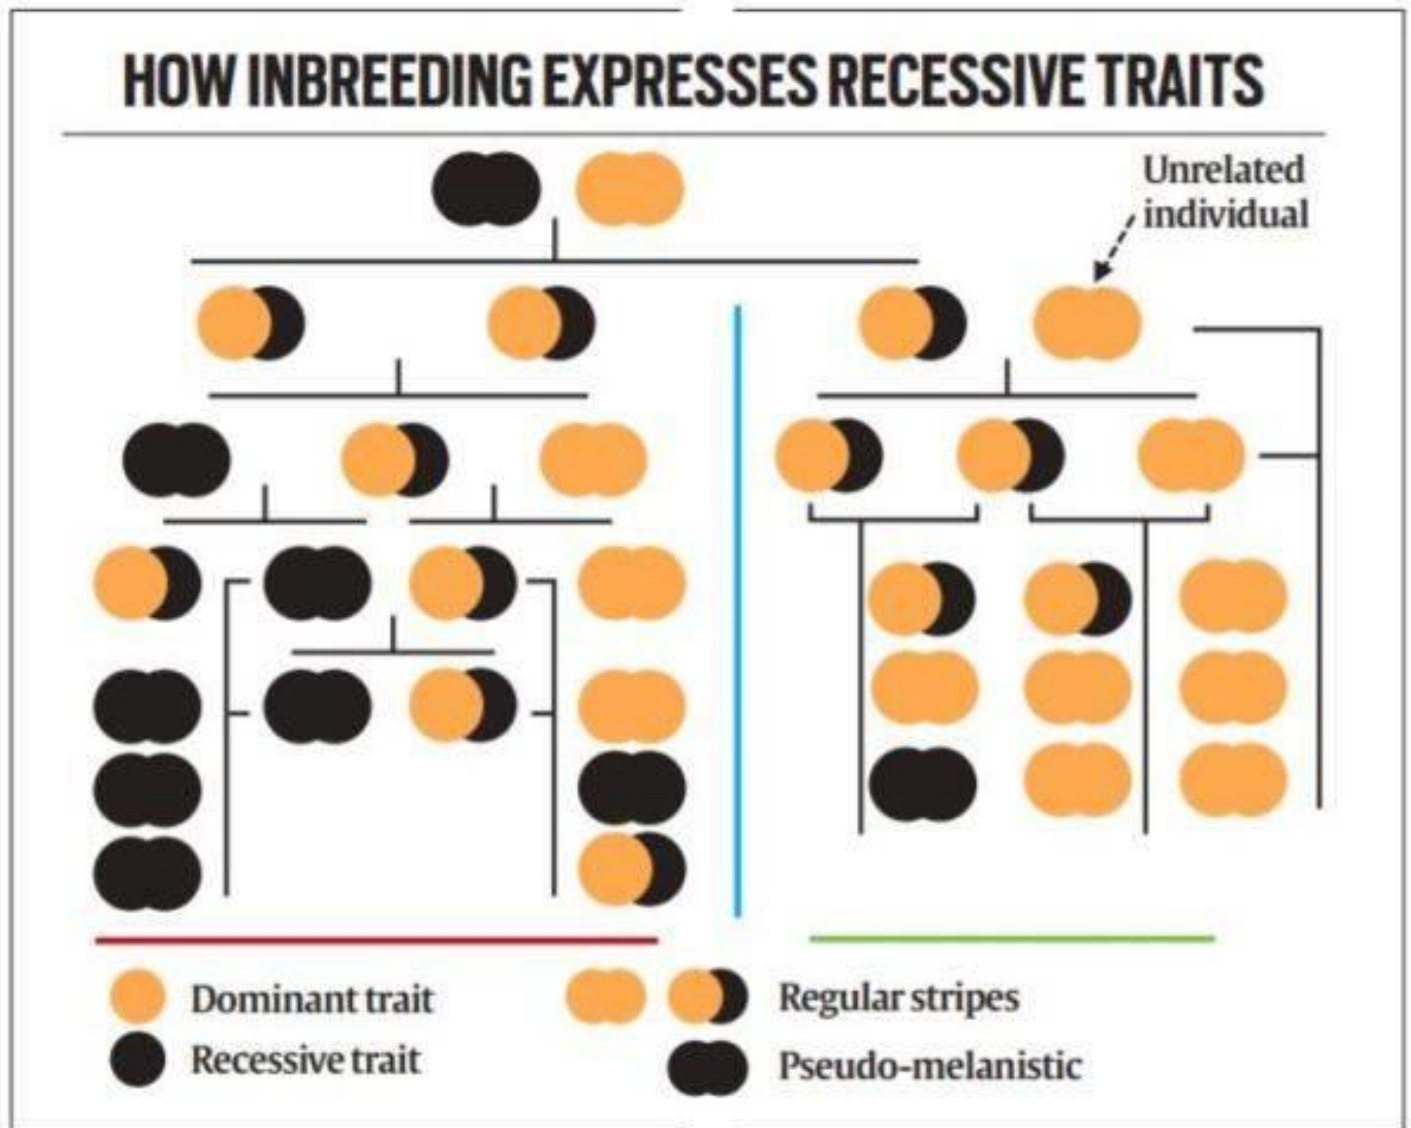 HOW INBREEDING EXPRESSES RECESSIVE TRAITS
Unrelated
individual
Dominant trait
Regular stripes
Recessive trait
Pseudo-melanistic